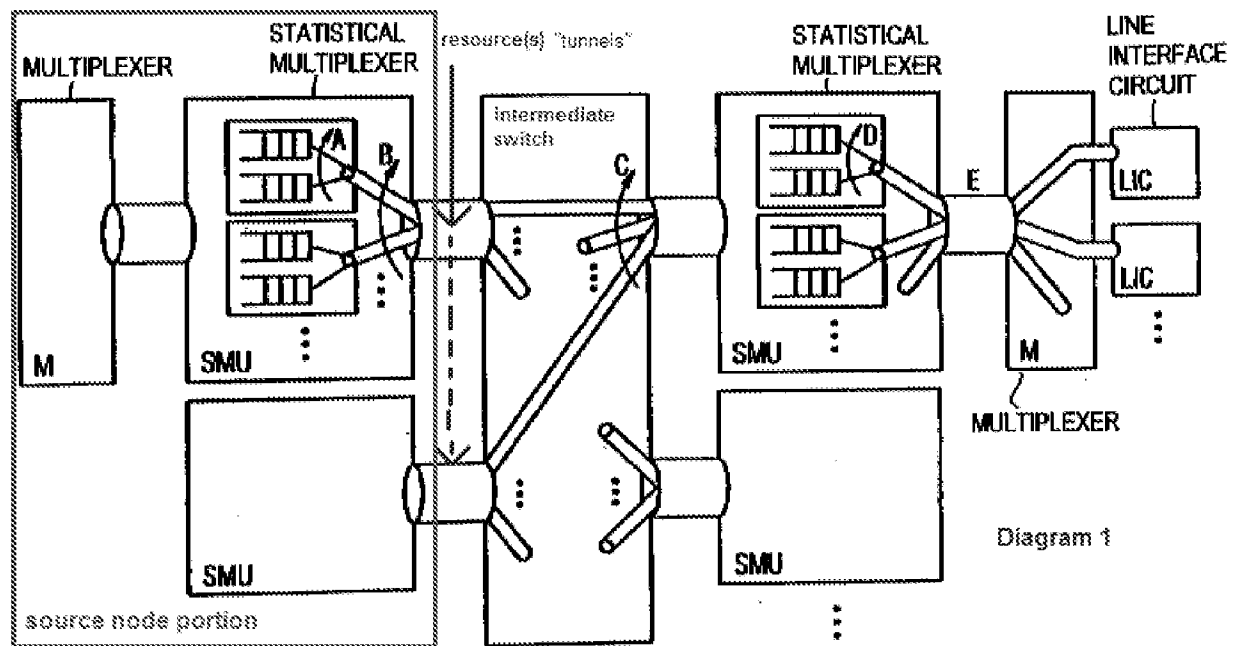 STATISTICAL
MULTIPLEXER
MULTIPLEXER
resource(s) "tunnels"
STATISTICAL
MULTIPLEXER
LINE
INTERFACE
CIRCUIT
intermediate
switch
A
B
C
D
E
LIC
LIC
M
SMU
SMU
M
MULTIPLEXER
SMU
SMU
Diagram 1
source node portion